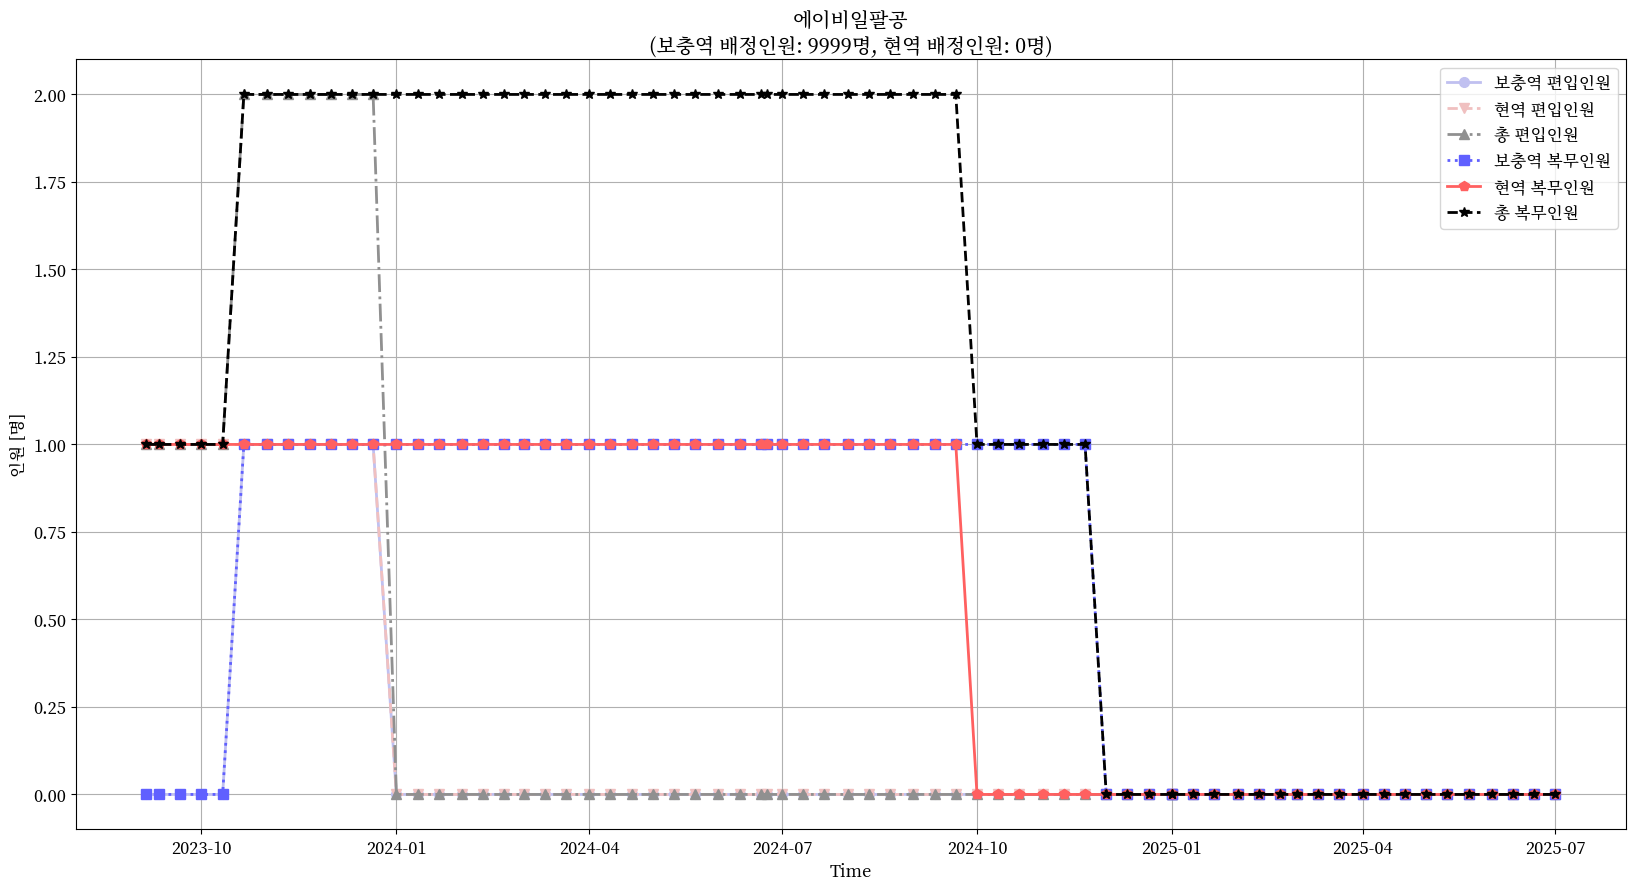 에이비일팔공
(보충역 배정인원: 9999명, 현역 배정인원: 0명)
보충역 편입인원
현역 편입인원
총 편입인원
보충역 복무인원
현역 복무인원
총 복무인원
2.00
1.75
1.50
1.25
1.00
0.75
0.50
0.25
0.00
인원 [명]
2023-10
2024-01
2024-04
2024-07
2024-10
2025-01
2025-04
2025-07
Time